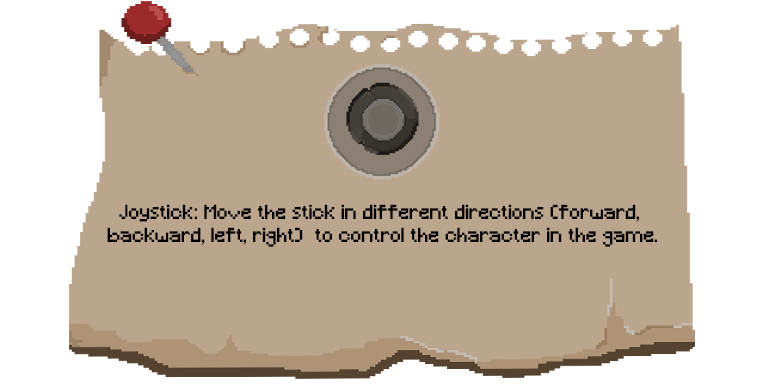 Joystick: Move the stick in different directions (forward,
backward, left, right) to control the character in the game.